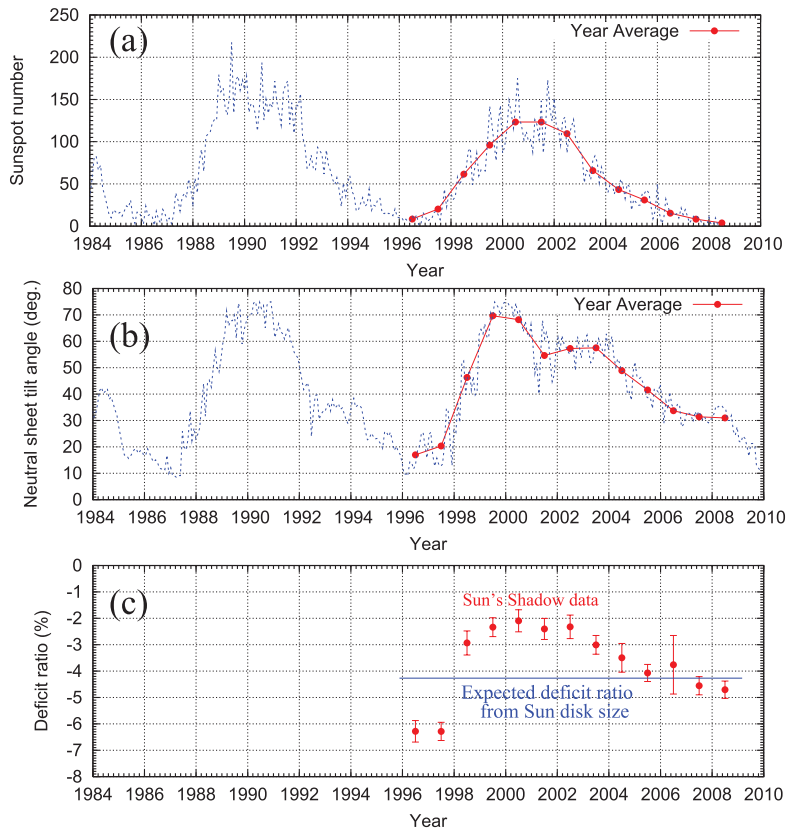 (a)
Year Average
Sunspot number
250
200
150
100
50
0
1984 1986 1988 1990 1992 1994 1996 1998 2000 2002 2004 2006 2008 2010
Year
(b)
Year Average
Neutral sheet tilt angle (deg.)
80
70
60
50
40
30
20
10
0
1984 1986 1988 1990 1992 1994 1996 1998 2000 2002 2004 2006 2008 2010
Year
(c)
Sun's Shadow data
Expected deficit ratio
from Sun disk size
Deficit ratio (%)
0
-1
-2
-3
-4
-5
-6
-7
-8
1984 1986 1988 1990 1992 1994 1996 1998 2000 2002 2004 2006 2008 2010
Year